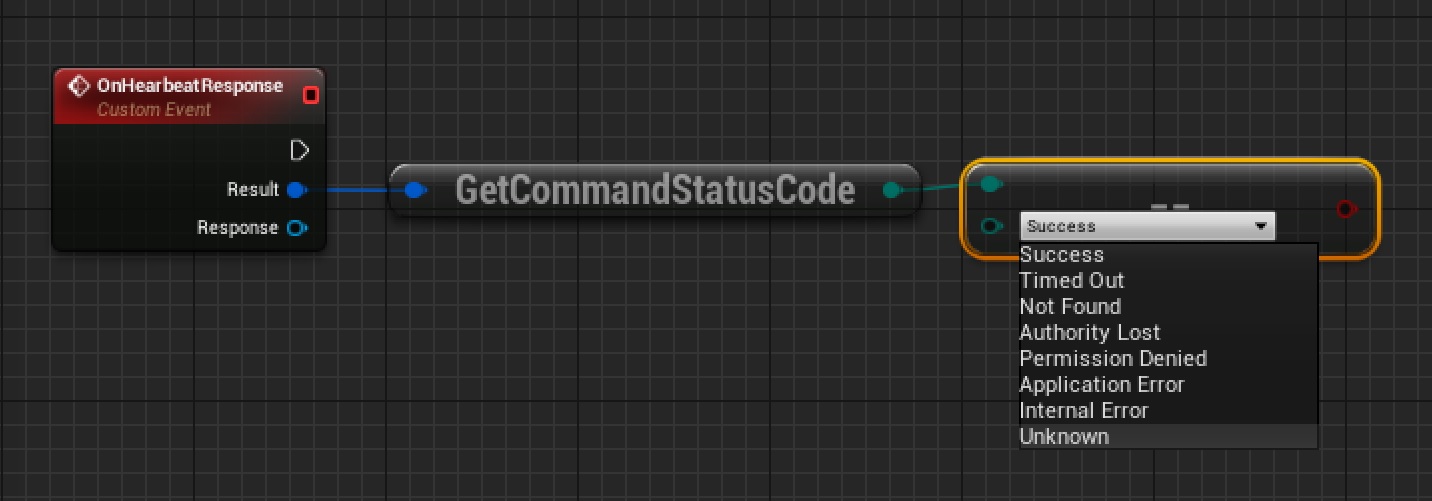 OnHearbeatResponse
Custom Event
Result
Response
GetCommandStatusCode
==
Success
Success
Timed Out
Not Found
Authority Lost
Permission Denied
Application Error
Internal Error
Unknown